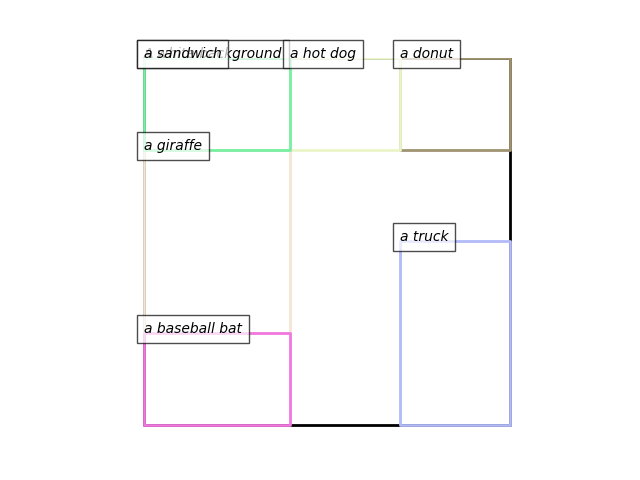 a sandwich
kground
a hot dog
a donut
a giraffe
a truck
a baseball bat